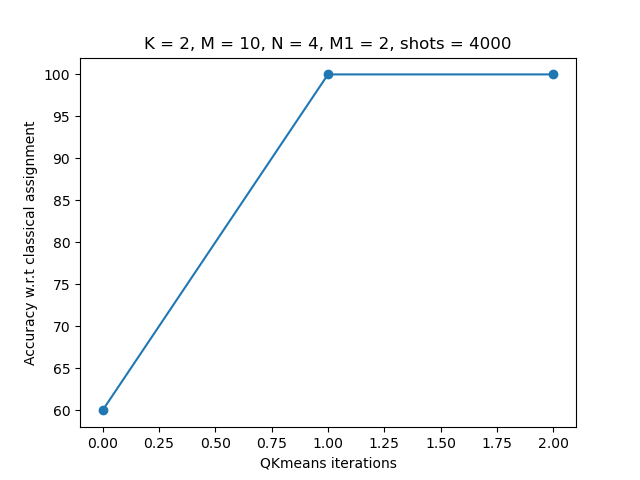 K = 2, M = 10, N = 4, M1 = 2, shots = 4000
Accuracy w.r.t classical assignment
100
95
90
85
80
75
70
65
60
0.00 0.25 0.50 0.75 1.00 1.25 1.50 1.75 2.00
QKmeans iterations